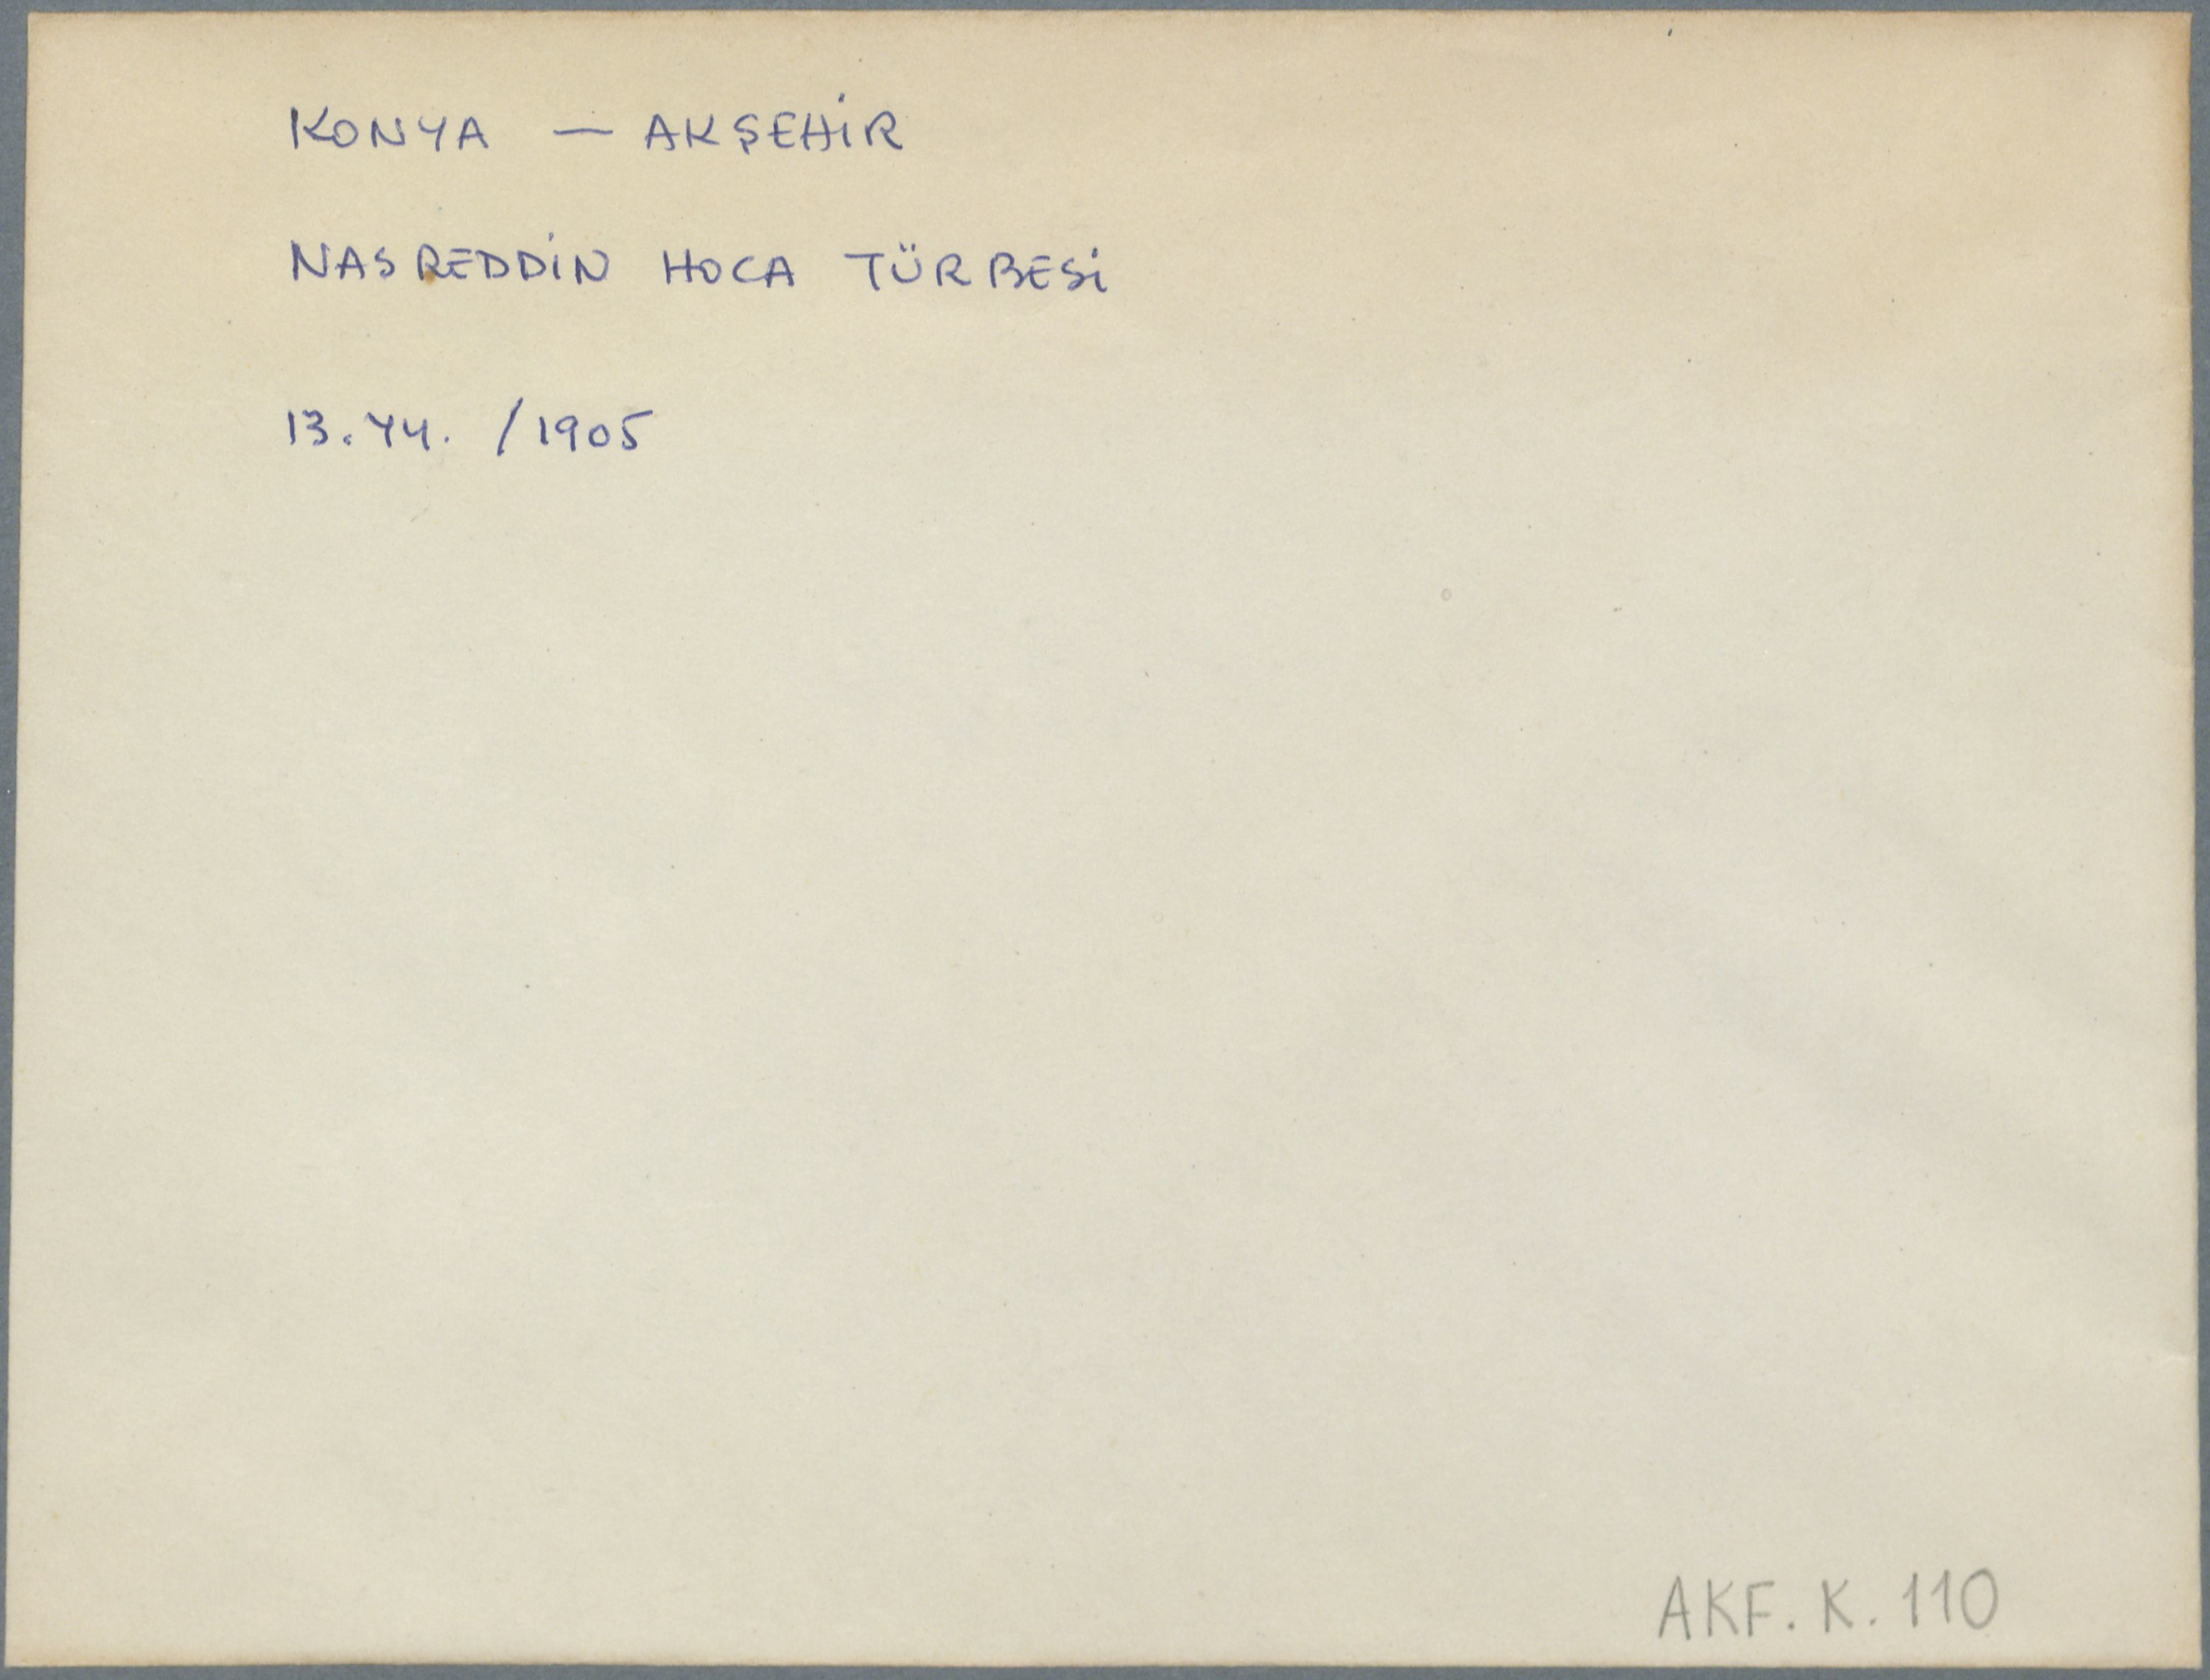 KONYA — AKŞEHİR
NASREDDİN HOCA TÜRBESİ
13.yy. /1905
AKF. K. 110